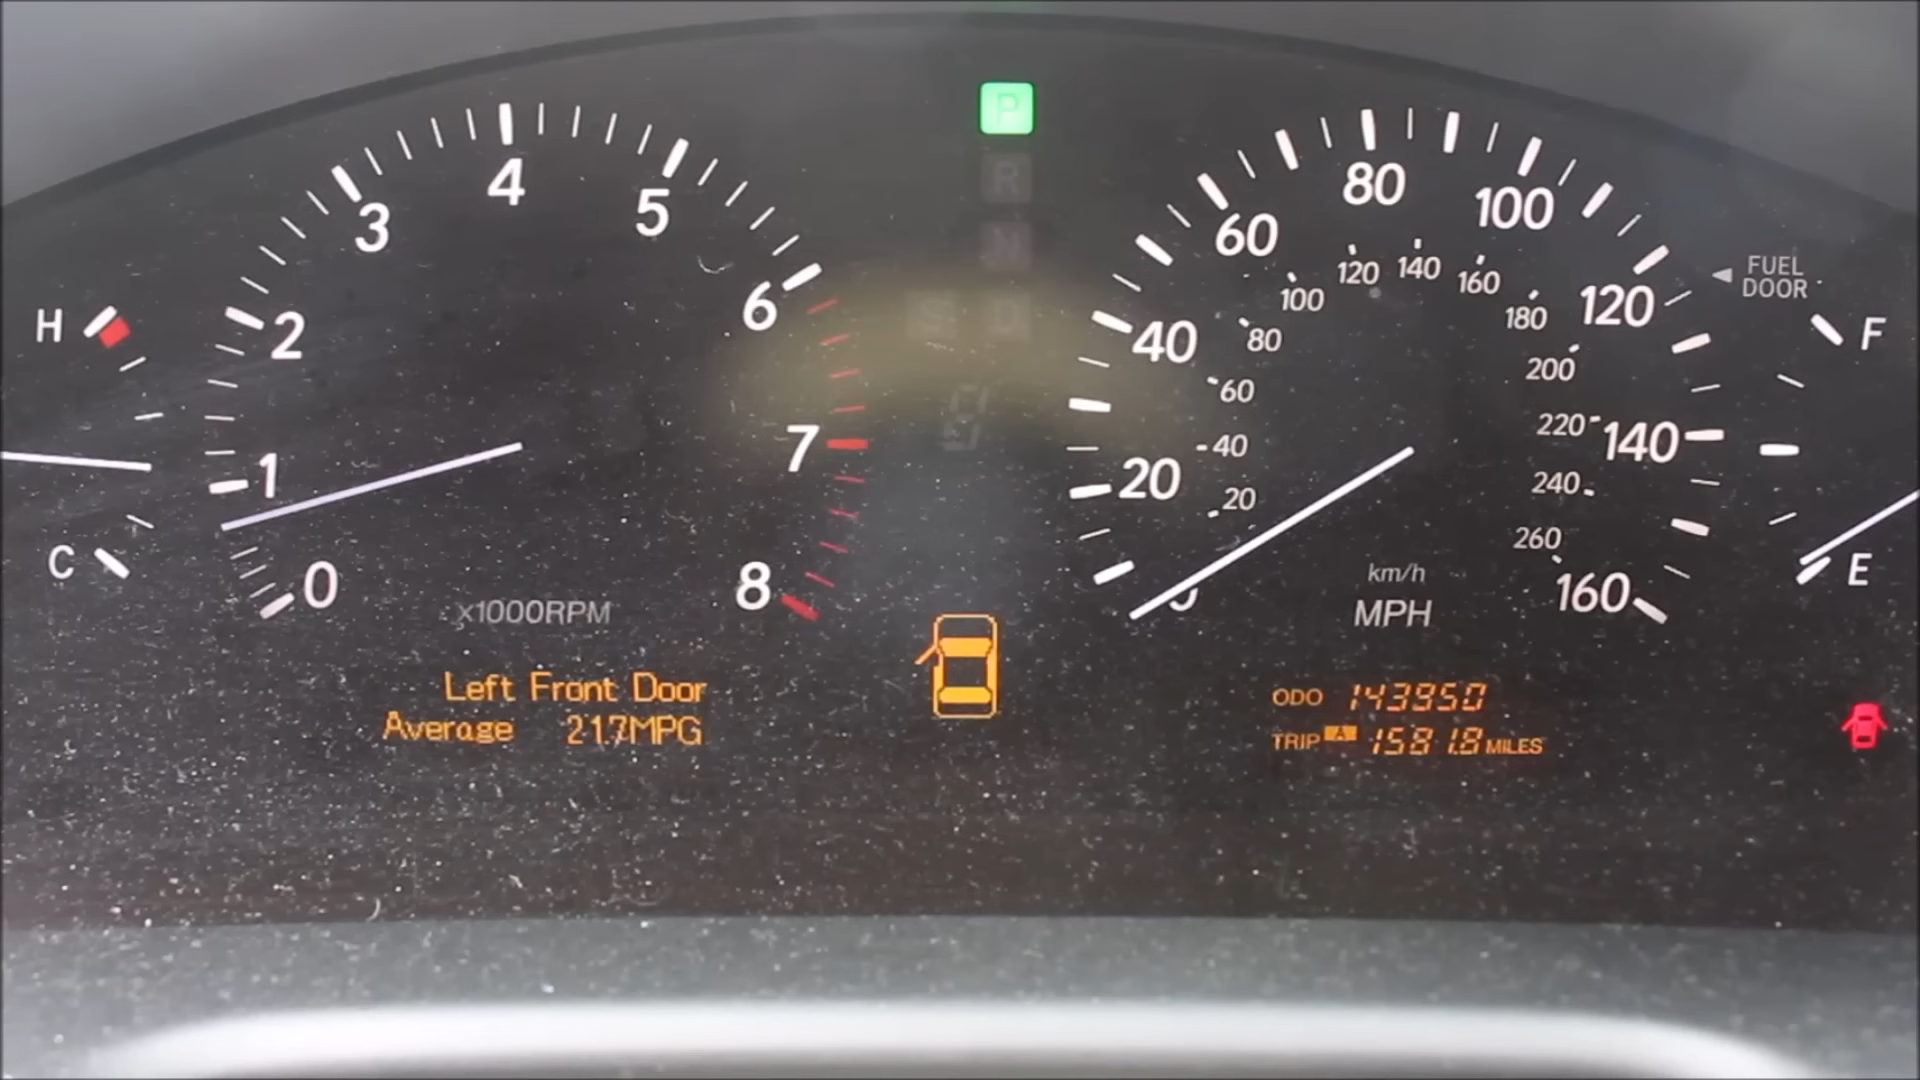 P
R
N
S D
4
3 5
2 6
1 7
0 8
x1000RPM
H
C
80
60 100
40 120
20 140
160
120 140
100 160
80 180
60 200
40 220
20 240
260
km/h
MPH
◄ FUEL
DOOR
F
E
Left Front Door
Average 21.7MPG
ODO 143950
TRIP A 1581.8 MILES